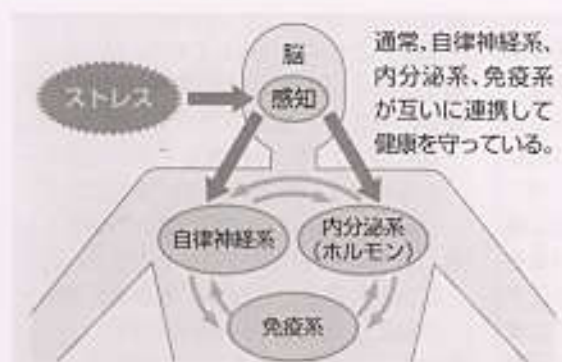 脳
ストレス
感知
通常、自律神経系、
内分泌系、免疫系
が互いに連携して
健康を守っている。
自律神経系
内分泌系
(ホルモン)
免疫系